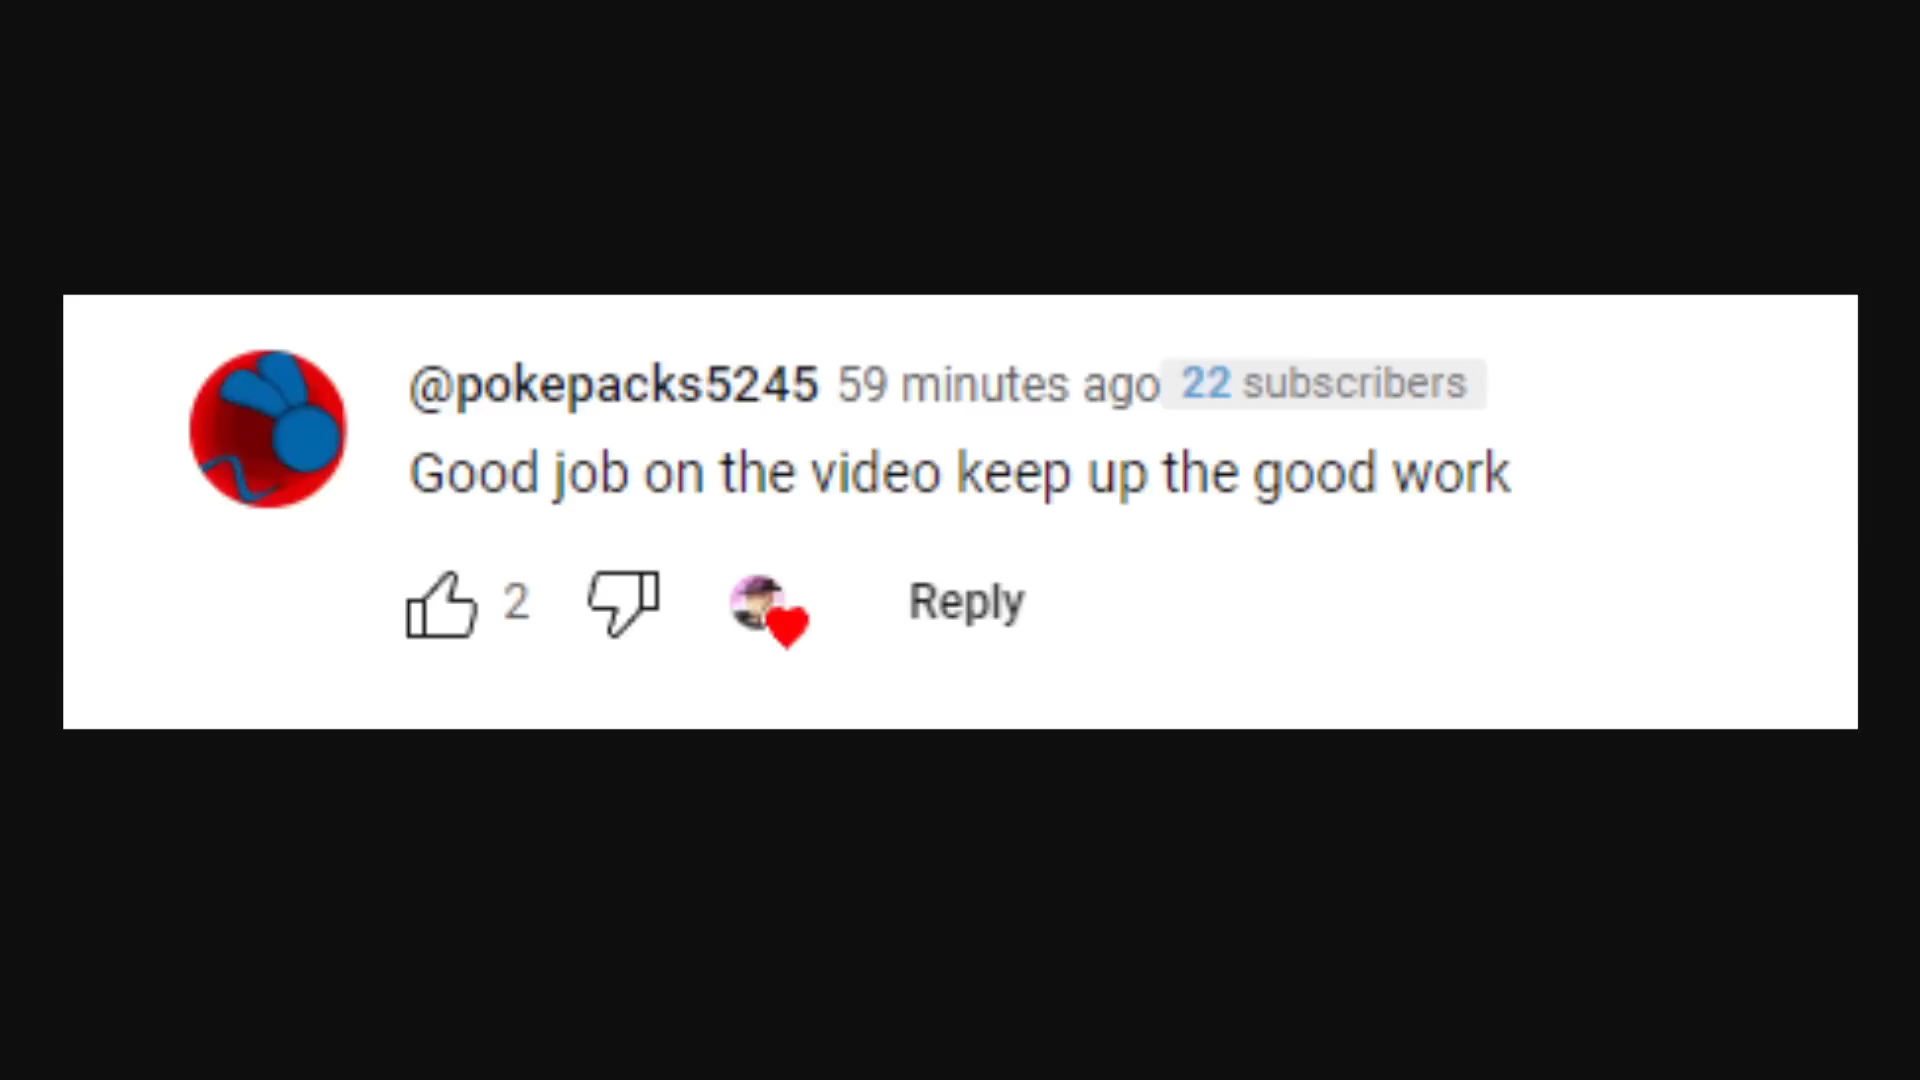 @pokepacks5245 59 minutes ago 22 subscribers
Good job on the video keep up the good work
2 Reply